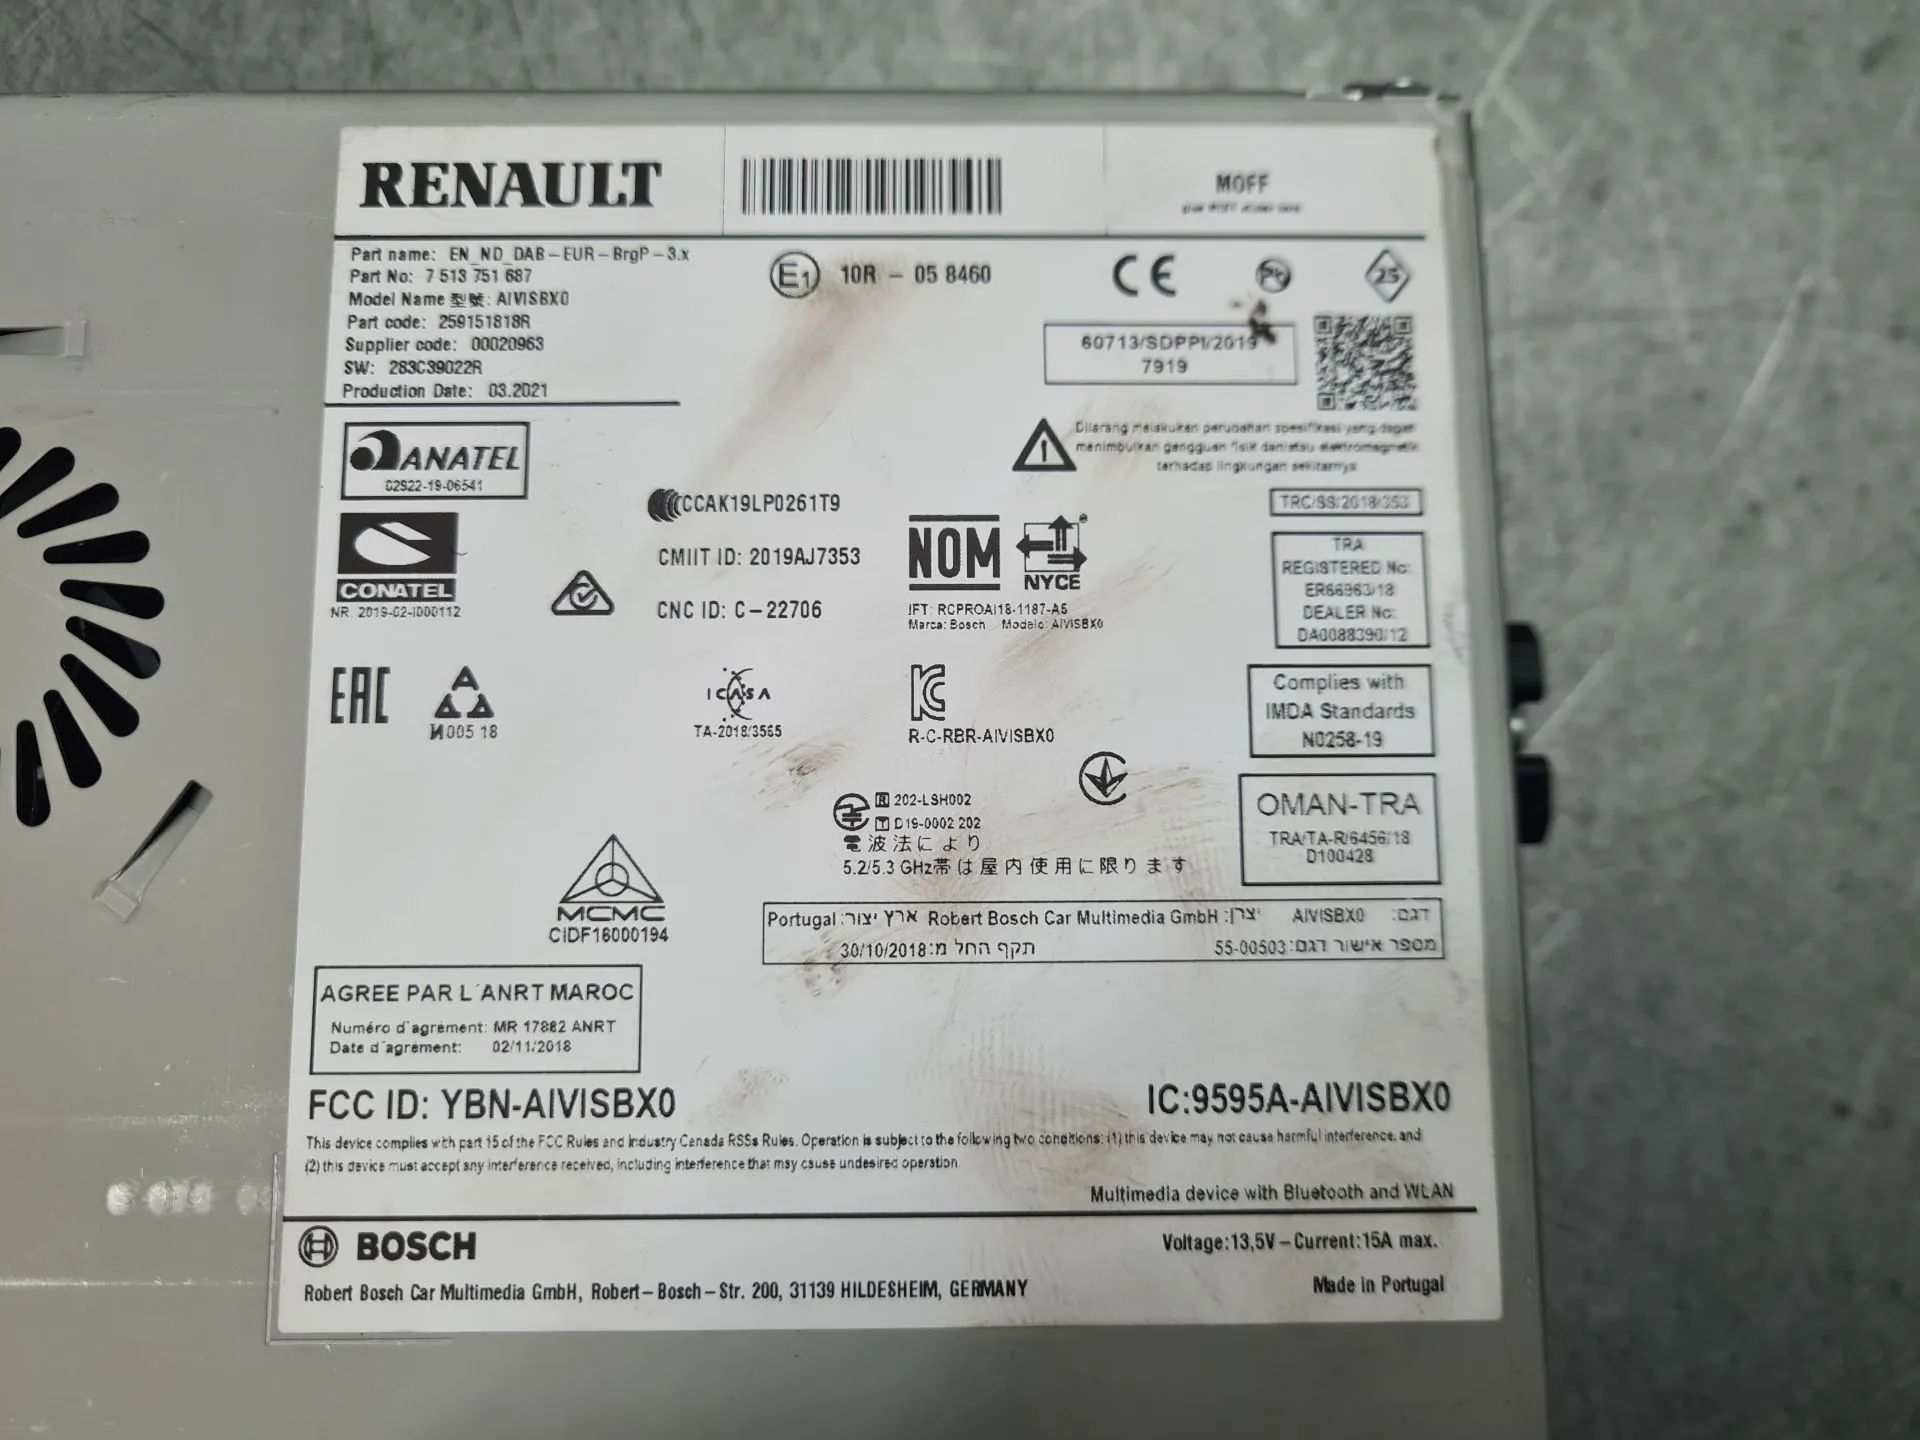 RENAULT
MOFF
Part name: EN_ND_DAB-EUR-BrgP-3.x
Part No: 7 513 751 687
Model Name 型號: AIVISBX0
Part code: 259151818R
Supplier code: 00020963
SW: 283C39022R
Production Date: 03.2021
E1 10R - 05 8460
CE
25
60713/SDPPI/2019
7919
Dilarang melakukan perubahan spesifikasi yang dapat
menimbulkan gangguan fisik dan/atau elektromagnetik
terhadap lingkungan sekitarnya
ANATEL
02922-19-06541
CCAK19LP0261T9
TRC/SS/2018/353
CONATEL
NR. 2019-02-I000112
CMIIT ID: 2019AJ7353
CNC ID: C-22706
NOM
NYCE
IFT: RCPROAI18-1187-A5
Marca: Bosch Modelo: AIVISBX0
TRA
REGISTERED No:
ER66963/18
DEALER No:
DA0088390/12
EAC
И005 18
ICASA
TA-2018/3565
R-C-RBR-AIVISBX0
Complies with
IMDA Standards
N0258-19
R 202-LSH002
T D19-0002 202
電波法により
5.2/5.3 GHz帯は屋内使用に限ります
OMAN-TRA
TRA/TA-R/6456/18
D100428
MCMC
CIDF16000194
דגם: AIVISBX0 יצרן: Robert Bosch Car Multimedia GmbH ארץ יצור: Portugal
מספר אישור דגם: 55-00503 תקף החל מ: 30/10/2018
AGREE PAR L´ANRT MAROC
Numéro d´agrément: MR 17882 ANRT
Date d´agrément: 02/11/2018
FCC ID: YBN-AIVISBX0
IC:9595A-AIVISBX0
This device complies with part 15 of the FCC Rules and Industry Canada RSSs Rules. Operation is subject to the following two conditions: (1) this device may not cause harmful interference, and
(2) this device must accept any interference received, including interference that may cause undesired operation.
Multimedia device with Bluetooth and WLAN
BOSCH
Voltage:13,5V-Current:15A max.
Robert Bosch Car Multimedia GmbH, Robert-Bosch-Str. 200, 31139 HILDESHEIM, GERMANY
Made in Portugal